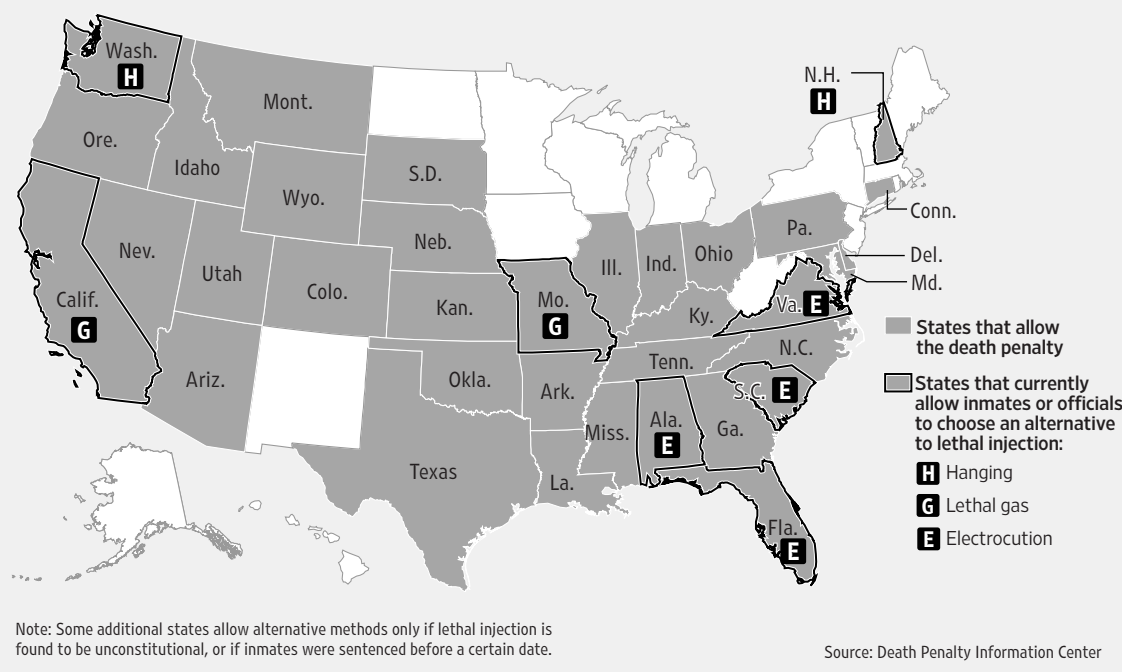 Wash.
H
Mont.
Ore.
Idaho
S.D.
Wyo.
Neb.
Nev.
Utah
Colo.
Calif.
G
Kan.
Mo.
G
Ill.
Ind.
Ohio
Pa.
N.H.
H
Conn.
Del.
Md.
Va.
E
Ky.
N.C.
Tenn.
S.C.
E
Ariz.
Okla.
Ark.
Miss.
Ala.
E
Ga.
Texas
La.
Fla.
E
States that allow
the death penalty
States that currently
allow inmates or officials
to choose an alternative
to lethal injection:
H Hanging
G Lethal gas
E Electrocution
Note: Some additional states allow alternative methods only if lethal injection is
found to be unconstitutional, or if inmates were sentenced before a certain date.
Source: Death Penalty Information Center